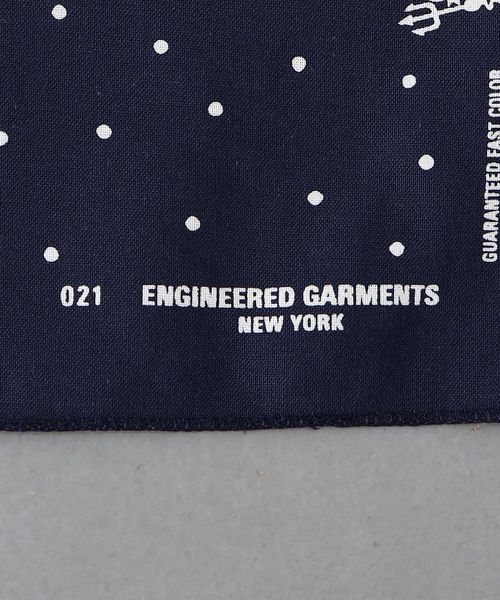 GUARANTEED FAST COLOR
021 ENGINEERED GARMENTS
NEW YORK